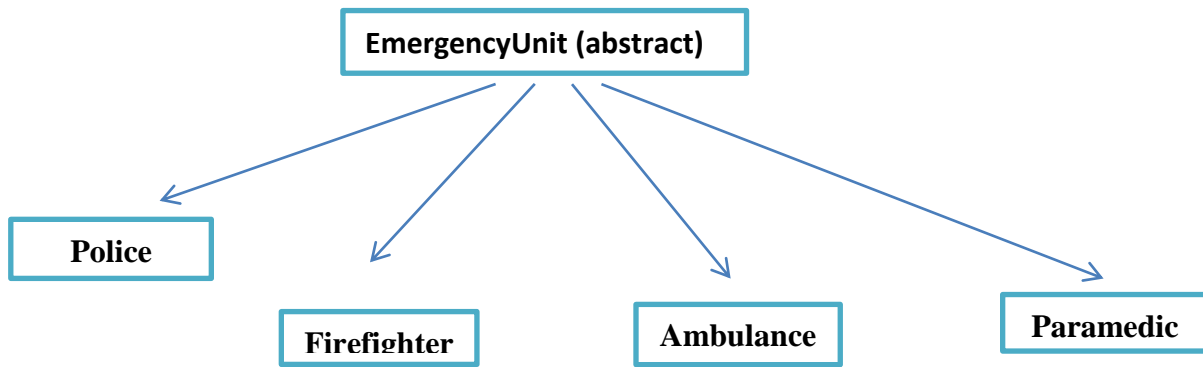 EmergencyUnit (abstract)
Police
Firefighter
Ambulance
Paramedic